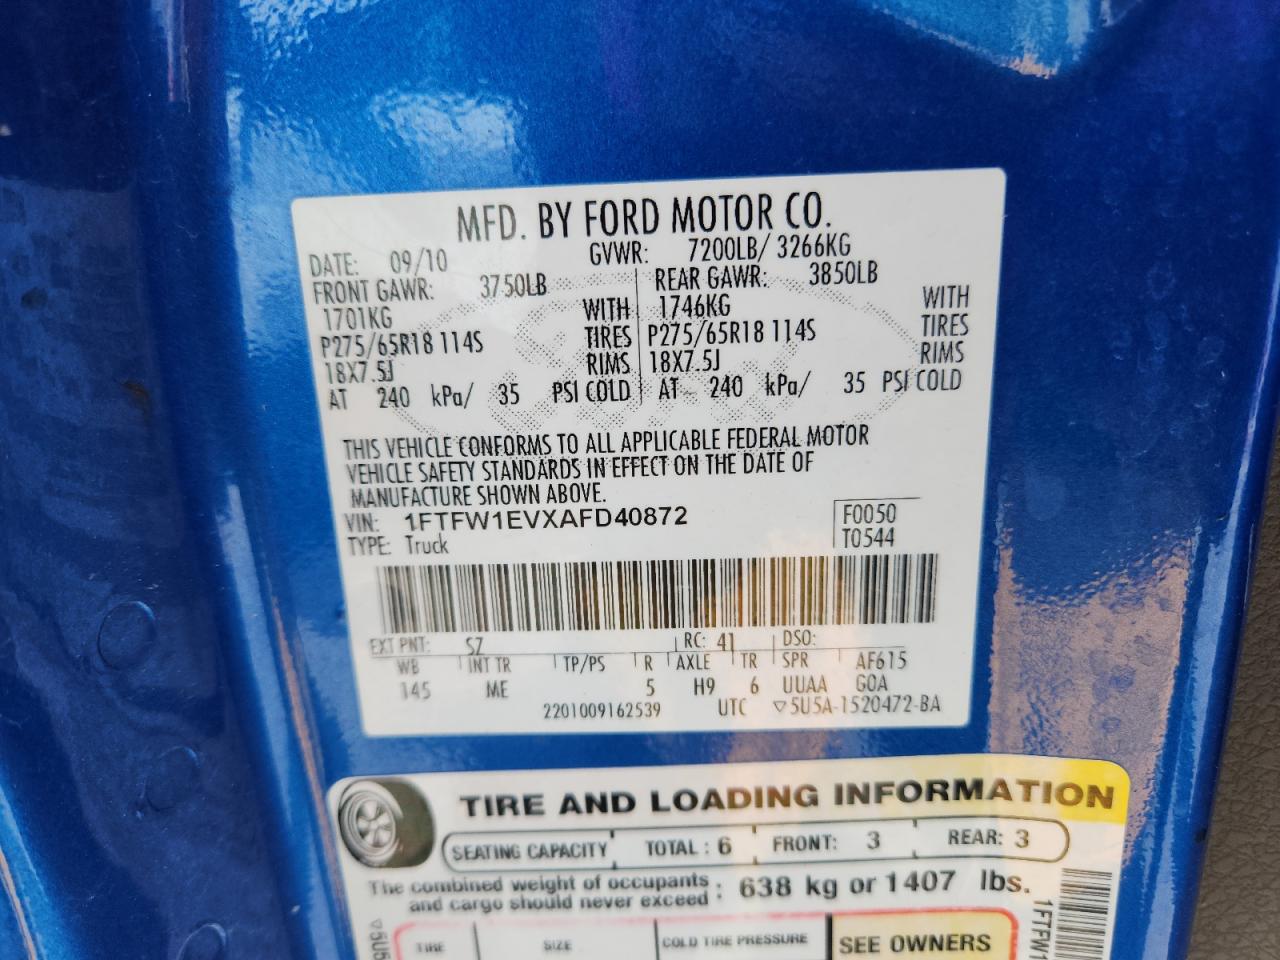 MFD. BY FORD MOTOR CO.
DATE: 09/10 GVWR: 7200LB/ 3266KG
FRONT GAWR: 3750LB REAR GAWR: 3850LB
1701KG WITH 1746KG WITH
P275/65R18 114S TIRES P275/65R18 114S TIRES
18X7.5J RIMS 18X7.5J RIMS
AT 240 kPa/ 35 PSI COLD AT 240 kPa/ 35 PSI COLD
THIS VEHICLE CONFORMS TO ALL APPLICABLE FEDERAL MOTOR
VEHICLE SAFETY STANDARDS IN EFFECT ON THE DATE OF
MANUFACTURE SHOWN ABOVE.
VIN: 1FTFW1EVXAFD40872 F0050
TYPE: Truck T0544
EXT PNT: SZ RC: 41 DSO:
WB INT TR TP/PS R AXLE TR SPR AF615
145 ME 5 H9 6 UUAA GOA
2201009162539 UTC ▽5U5A-1520472-BA
TIRE AND LOADING INFORMATION
SEATING CAPACITY TOTAL : 6 FRONT: 3 REAR: 3
The combined weight of occupants : 638 kg or 1407 lbs.
and cargo should never exceed
TIRE SIZE COLD TIRE PRESSURE SEE OWNERS
▽5U5
1FTFW1